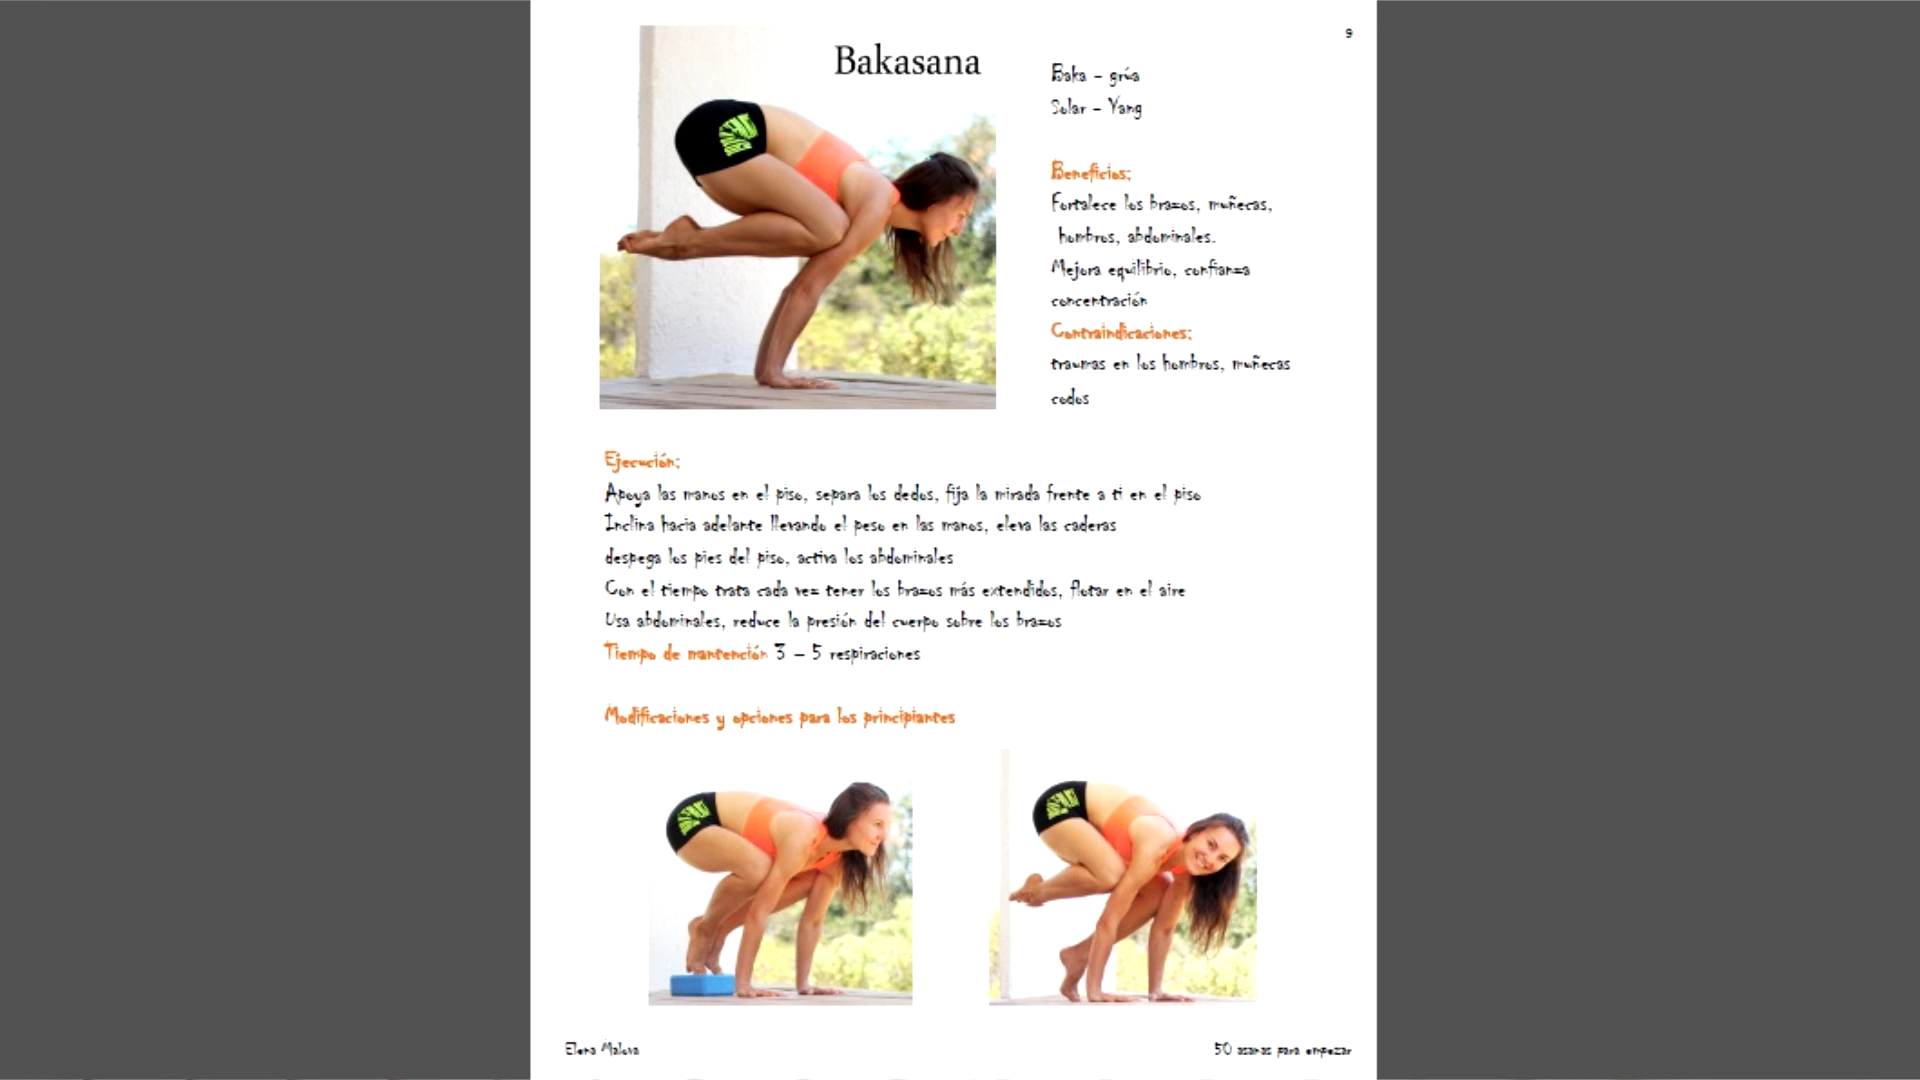 9
Bakasana
Baka – grúa
Solar – Yang
Beneficios:
Fortalece los brazos, muñecas,
hombros, abdominales.
Mejora equilibrio, confianza
concentración
Contraindicaciones:
traumas en los hombros, muñecas
codos
Ejecución:
Apoya las manos en el piso, separa los dedos, fija la mirada frente a ti en el piso
Inclina hacia adelante llevando el peso en las manos, eleva las caderas
despega los pies del piso, activa los abdominales
Con el tiempo trata cada vez tener los brazos más extendidos, flotar en el aire
Usa abdominales, reduce la presión del cuerpo sobre los brazos
Tiempo de mantención 3 – 5 respiraciones
Modificaciones y opciones para los principiantes
Elena Malova
50 asanas para empezar